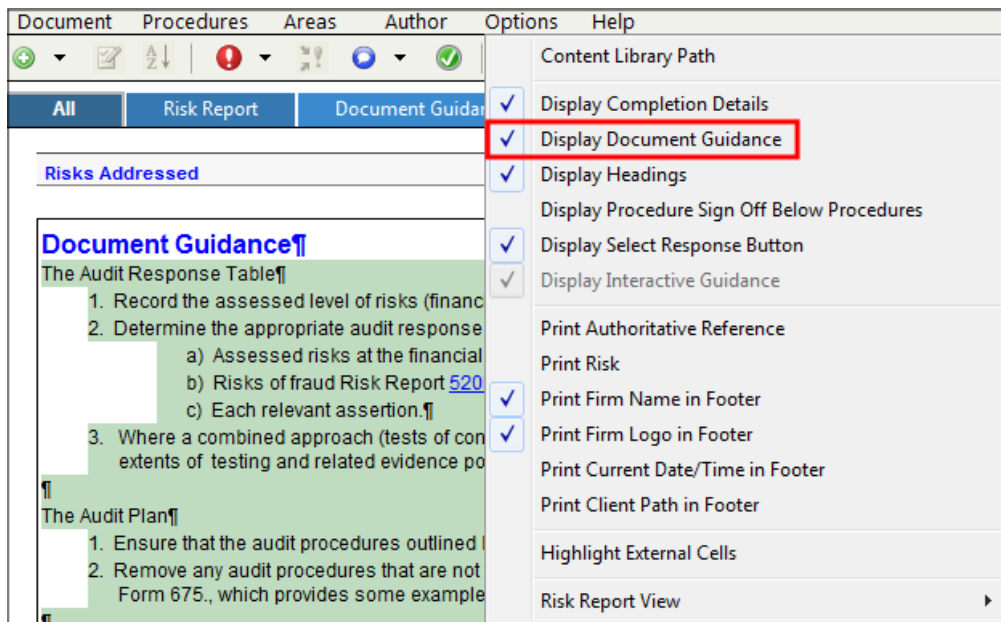 Document Procedures Areas Author Options Help
All Risk Report Document Guidan
Risks Addressed
Document Guidance¶
The Audit Response Table¶
1. Record the assessed level of risks (financ
2. Determine the appropriate audit response
a) Assessed risks at the financial
b) Risks of fraud Risk Report 520.
c) Each relevant assertion.¶
3. Where a combined approach (tests of con
extents of testing and related evidence po
¶
The Audit Plan¶
1. Ensure that the audit procedures outlined
2. Remove any audit procedures that are not
Form 675., which provides some example
¶
Content Library Path
Display Completion Details
Display Document Guidance
Display Headings
Display Procedure Sign Off Below Procedures
Display Select Response Button
Display Interactive Guidance
Print Authoritative Reference
Print Risk
Print Firm Name in Footer
Print Firm Logo in Footer
Print Current Date/Time in Footer
Print Client Path in Footer
Highlight External Cells
Risk Report View